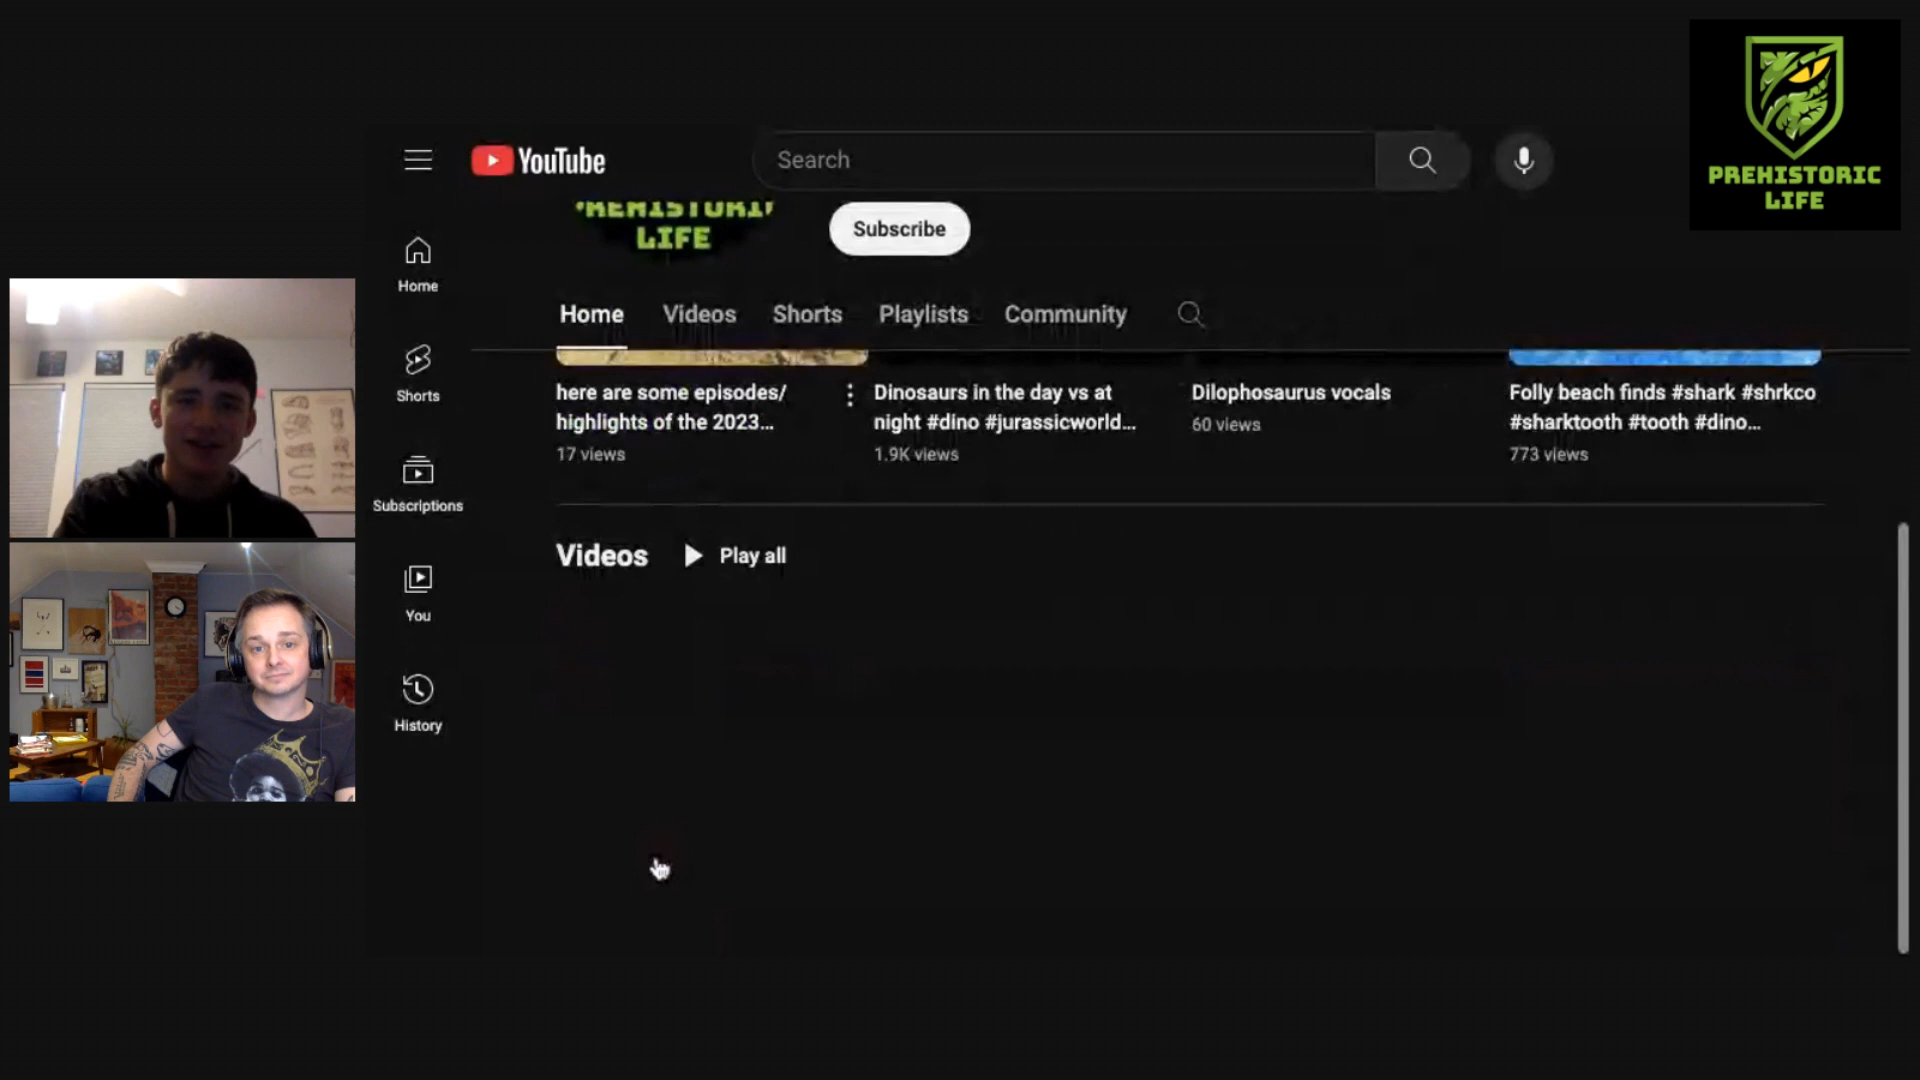 YouTube
Search
PREHISTORIC
LIFE
PREHISTORIC
LIFE
Subscribe
Home
Shorts
Subscriptions
You
History
Home
Videos
Shorts
Playlists
Community
here are some episodes/
highlights of the 2023...
17 views
Dinosaurs in the day vs at
night #dino #jurassicworld...
1.9K views
Dilophosaurus vocals
60 views
Folly beach finds #shark #shrkco
#sharktooth #tooth #dino...
773 views
Videos
Play all